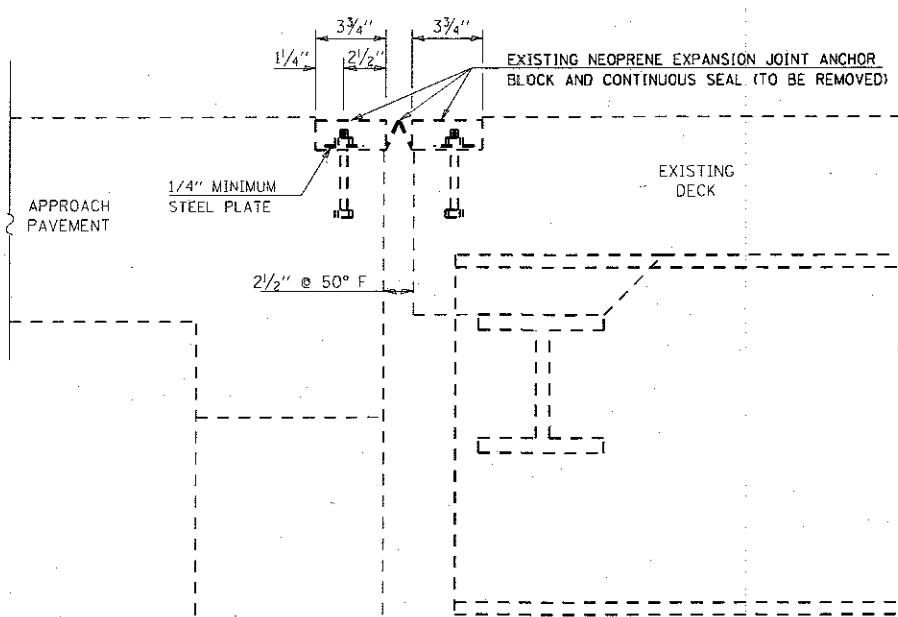 3¾" 3¾"
1¼" 2½"
EXISTING NEOPRENE EXPANSION JOINT ANCHOR
BLOCK AND CONTINUOUS SEAL (TO BE REMOVED)
1/4" MINIMUM
STEEL PLATE
EXISTING
DECK
APPROACH
PAVEMENT
2½" @ 50° F